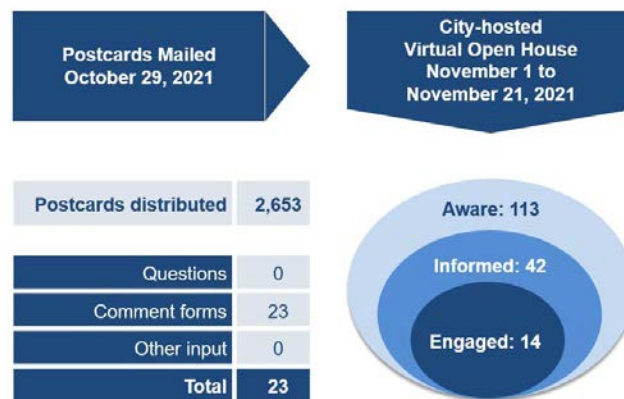 Postcards Mailed
October 29, 2021
City-hosted
Virtual Open House
November 1 to
November 21, 2021
Postcards distributed 2,653
Questions 0
Comment forms 23
Other input 0
Total 23
Aware: 113
Informed: 42
Engaged: 14